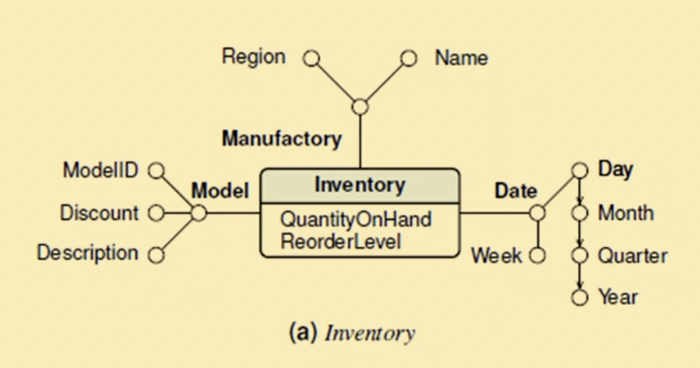 Region
Name
Manufactory
ModelID
Discount
Description
Model
Inventory
QuantityOnHand
ReorderLevel
Date
Week
Day
Month
Quarter
Year
(a) Inventory